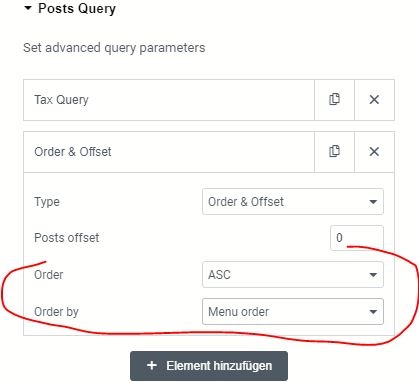 Posts Query
Set advanced query parameters
Tax Query
Order & Offset
Type Order & Offset
Posts offset 0
Order ASC
Order by Menu order
+ Element hinzufügen